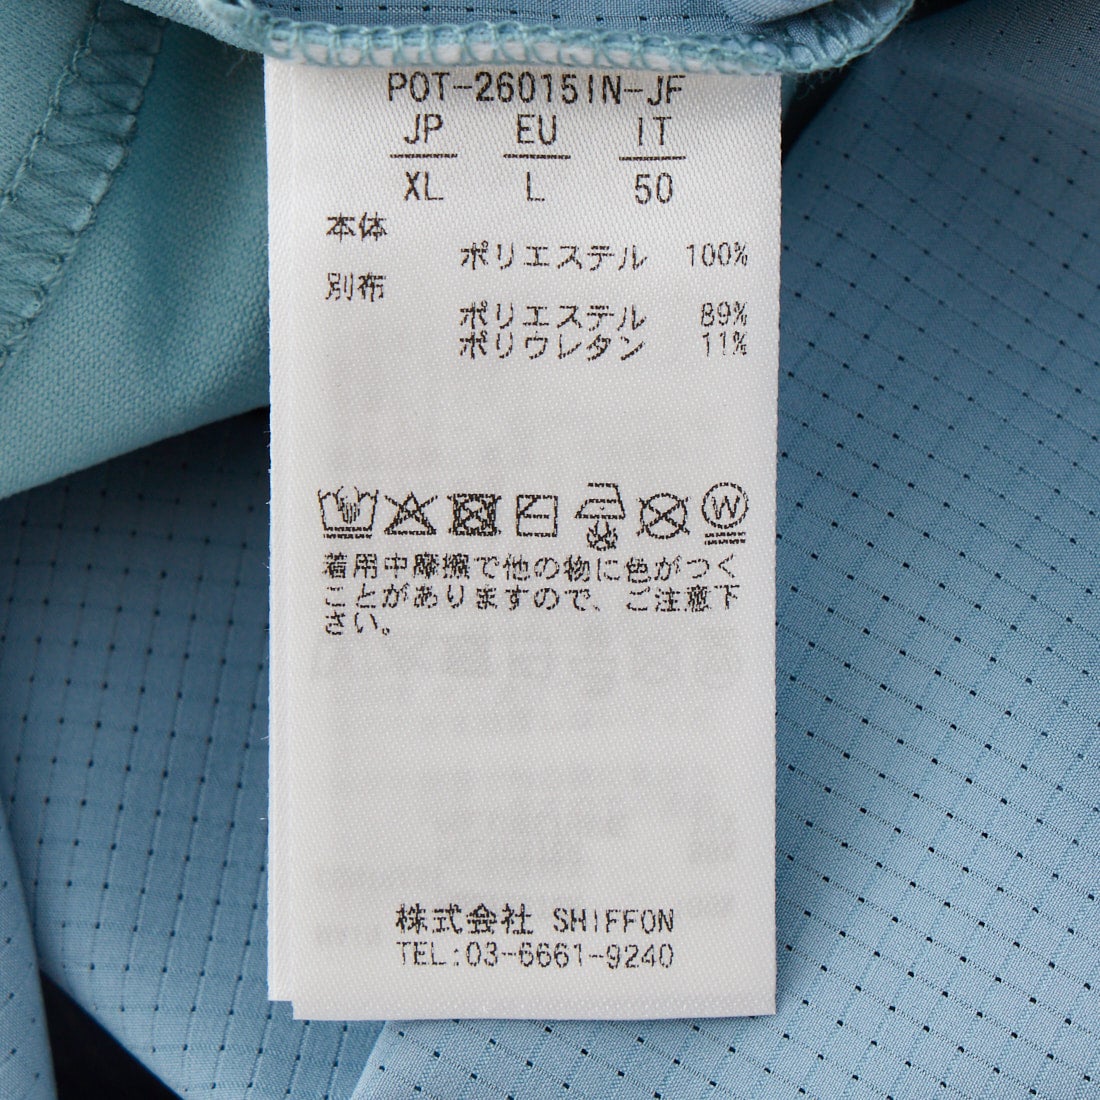 POT-26015IN-JF
JP EU IT
XL L 50
本体
ポリエステル 100%
別布
ポリエステル 89%
ポリウレタン 11%
W
着用中摩擦で他の物に色がつく
ことがありますので、ご注意下
さい。
株式会社 SHIFFON
TEL:03-6661-9240